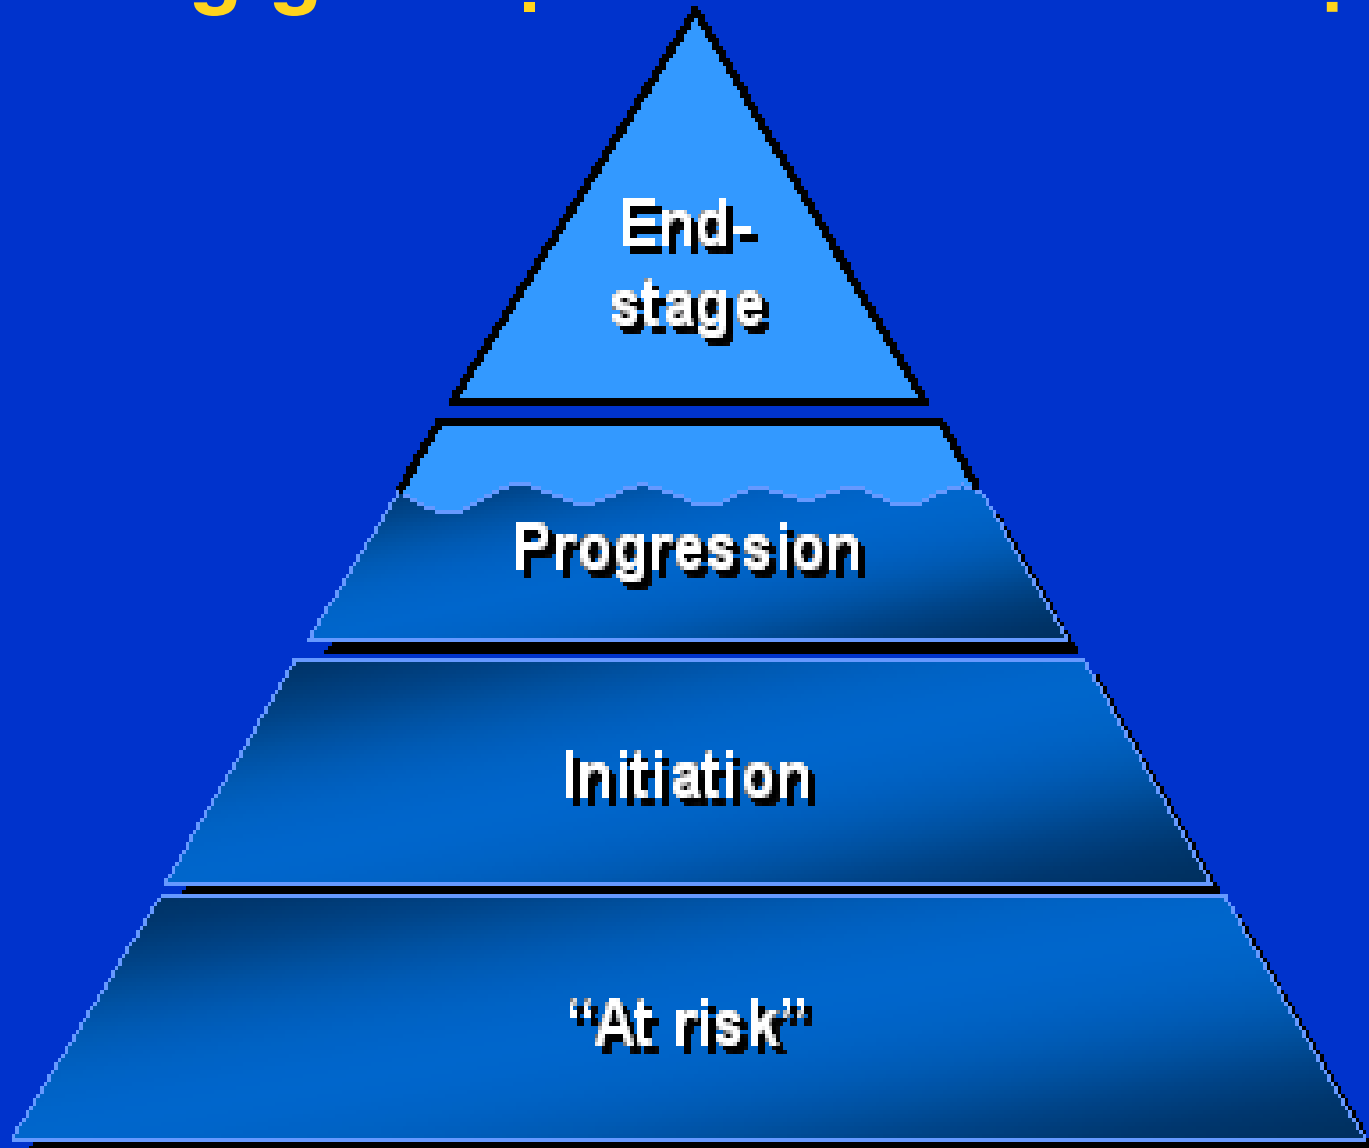 End-
stage
Progression
Initiation
“At risk”